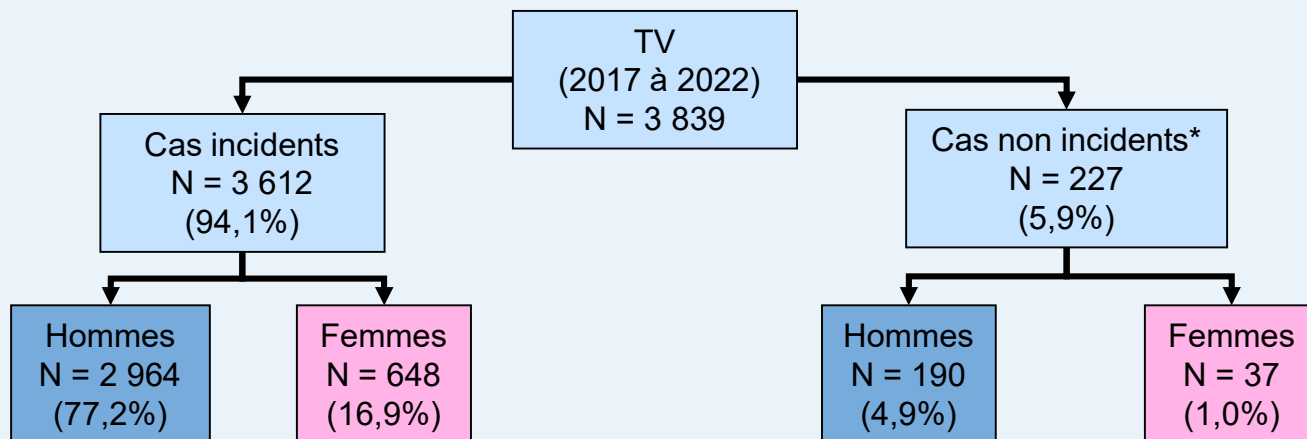 TV
(2017 à 2022)
N = 3 839
Cas incidents
N = 3 612
(94,1%)
Cas non incidents*
N = 227
(5,9%)
Hommes
N = 2 964
(77,2%)
Femmes
N = 648
(16,9%)
Hommes
N = 190
(4,9%)
Femmes
N = 37
(1,0%)